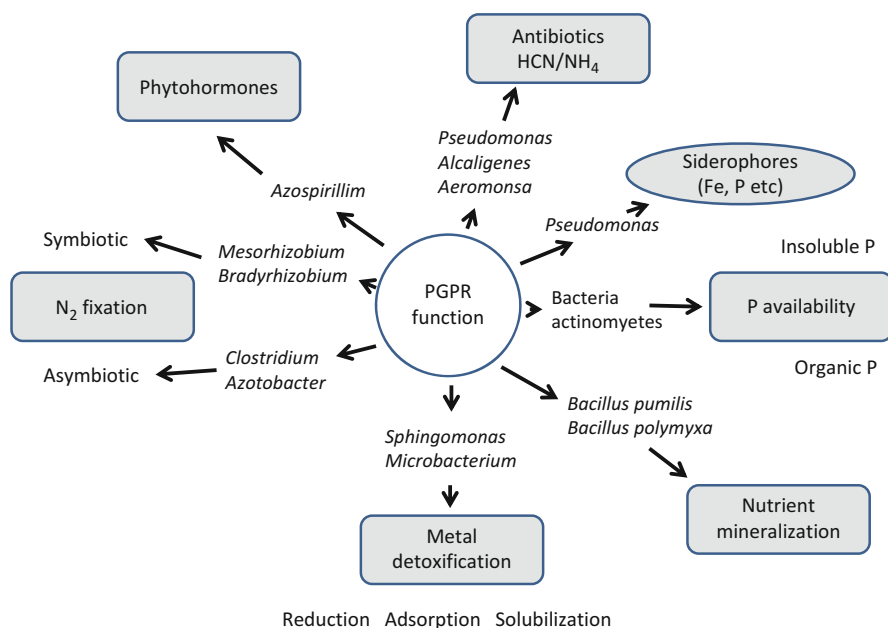 Antibiotics
HCN/NH₄
Phytohormones
Pseudomonas
Alcaligenes
Aeromonsa
Siderophores
(Fe, P etc)
Azospirillim
Pseudomonas
Symbiotic
Mesorhizobium
Bradyrhizobium
Insoluble P
N₂ fixation
PGPR
function
Bacteria
actinomyetes
P availability
Asymbiotic
Clostridium
Azotobacter
Organic P
Bacillus pumilis
Bacillus polymyxa
Sphingomonas
Microbacterium
Nutrient
mineralization
Metal
detoxification
Reduction Adsorption Solubilization